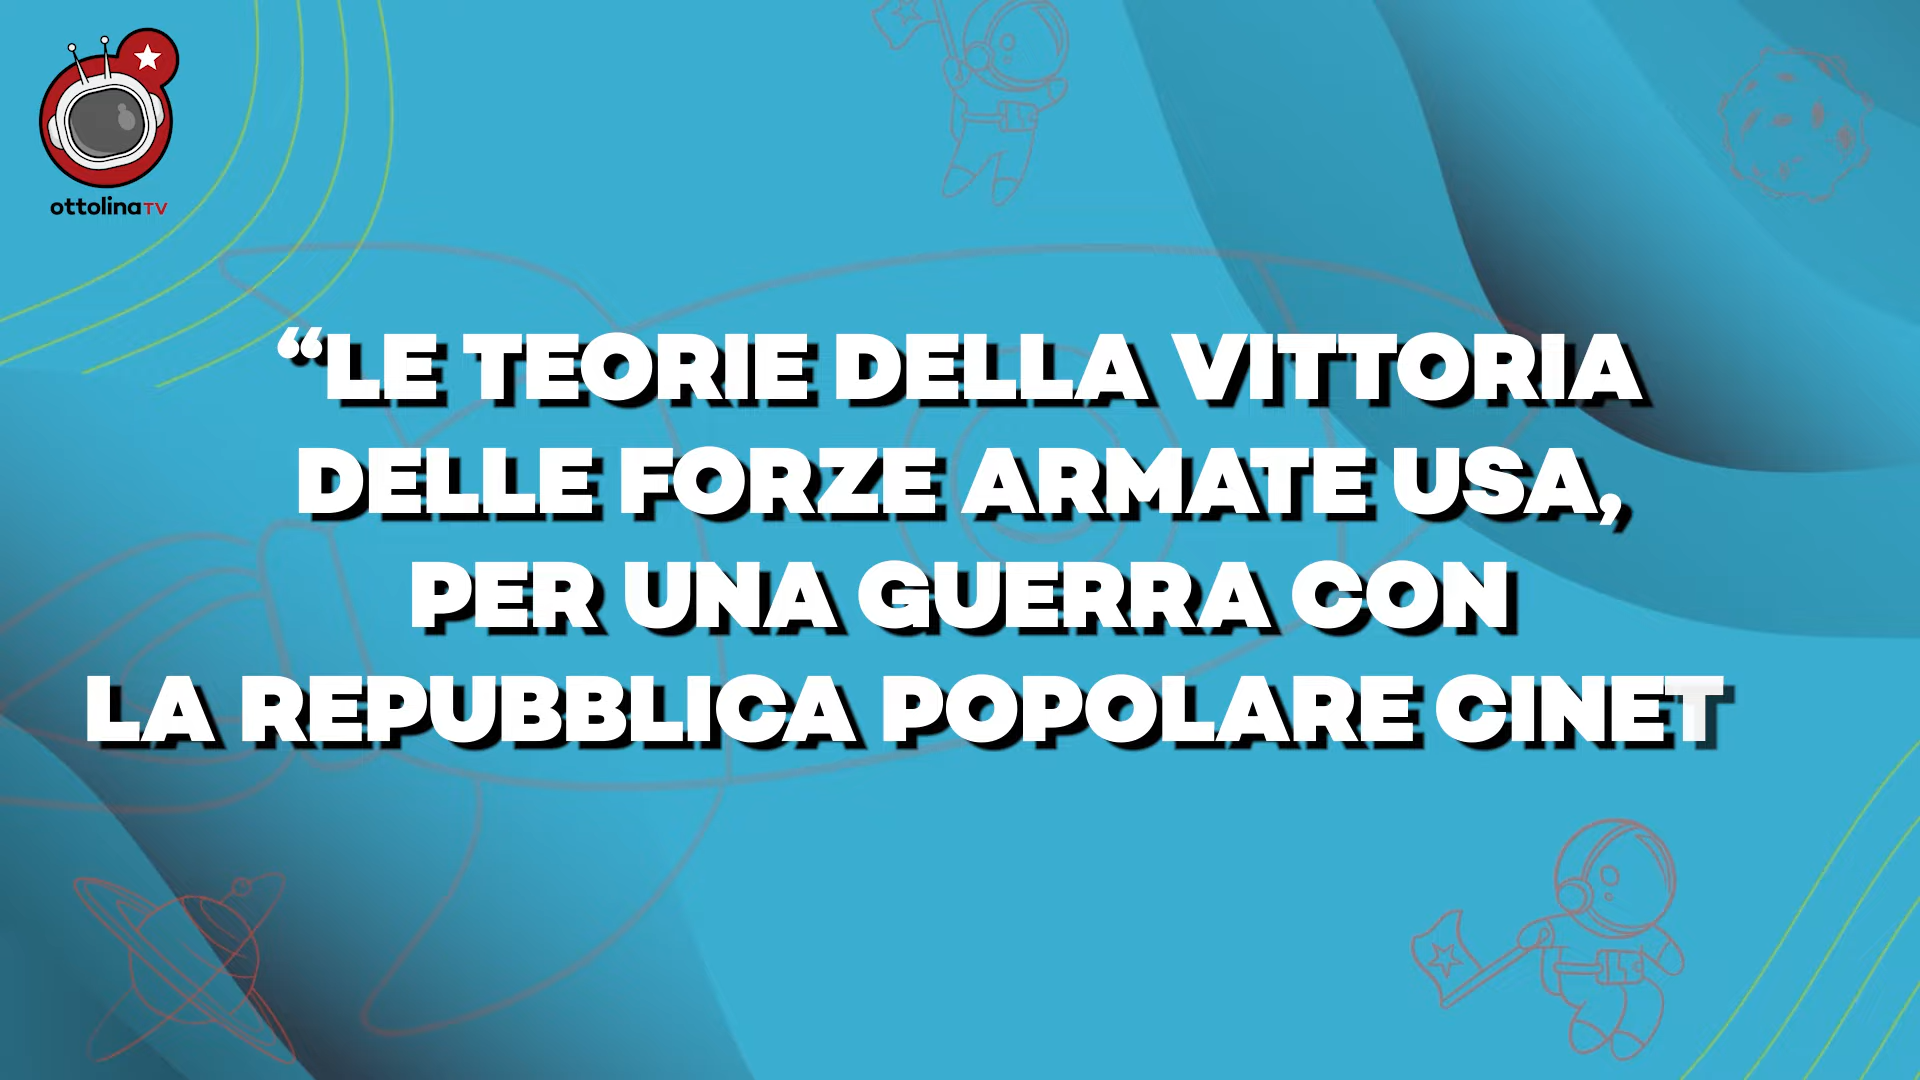 ottolinaTV
“LE TEORIE DELLA VITTORIA
DELLE FORZE ARMATE USA,
PER UNA GUERRA CON
LA REPUBBLICA POPOLARE CINET